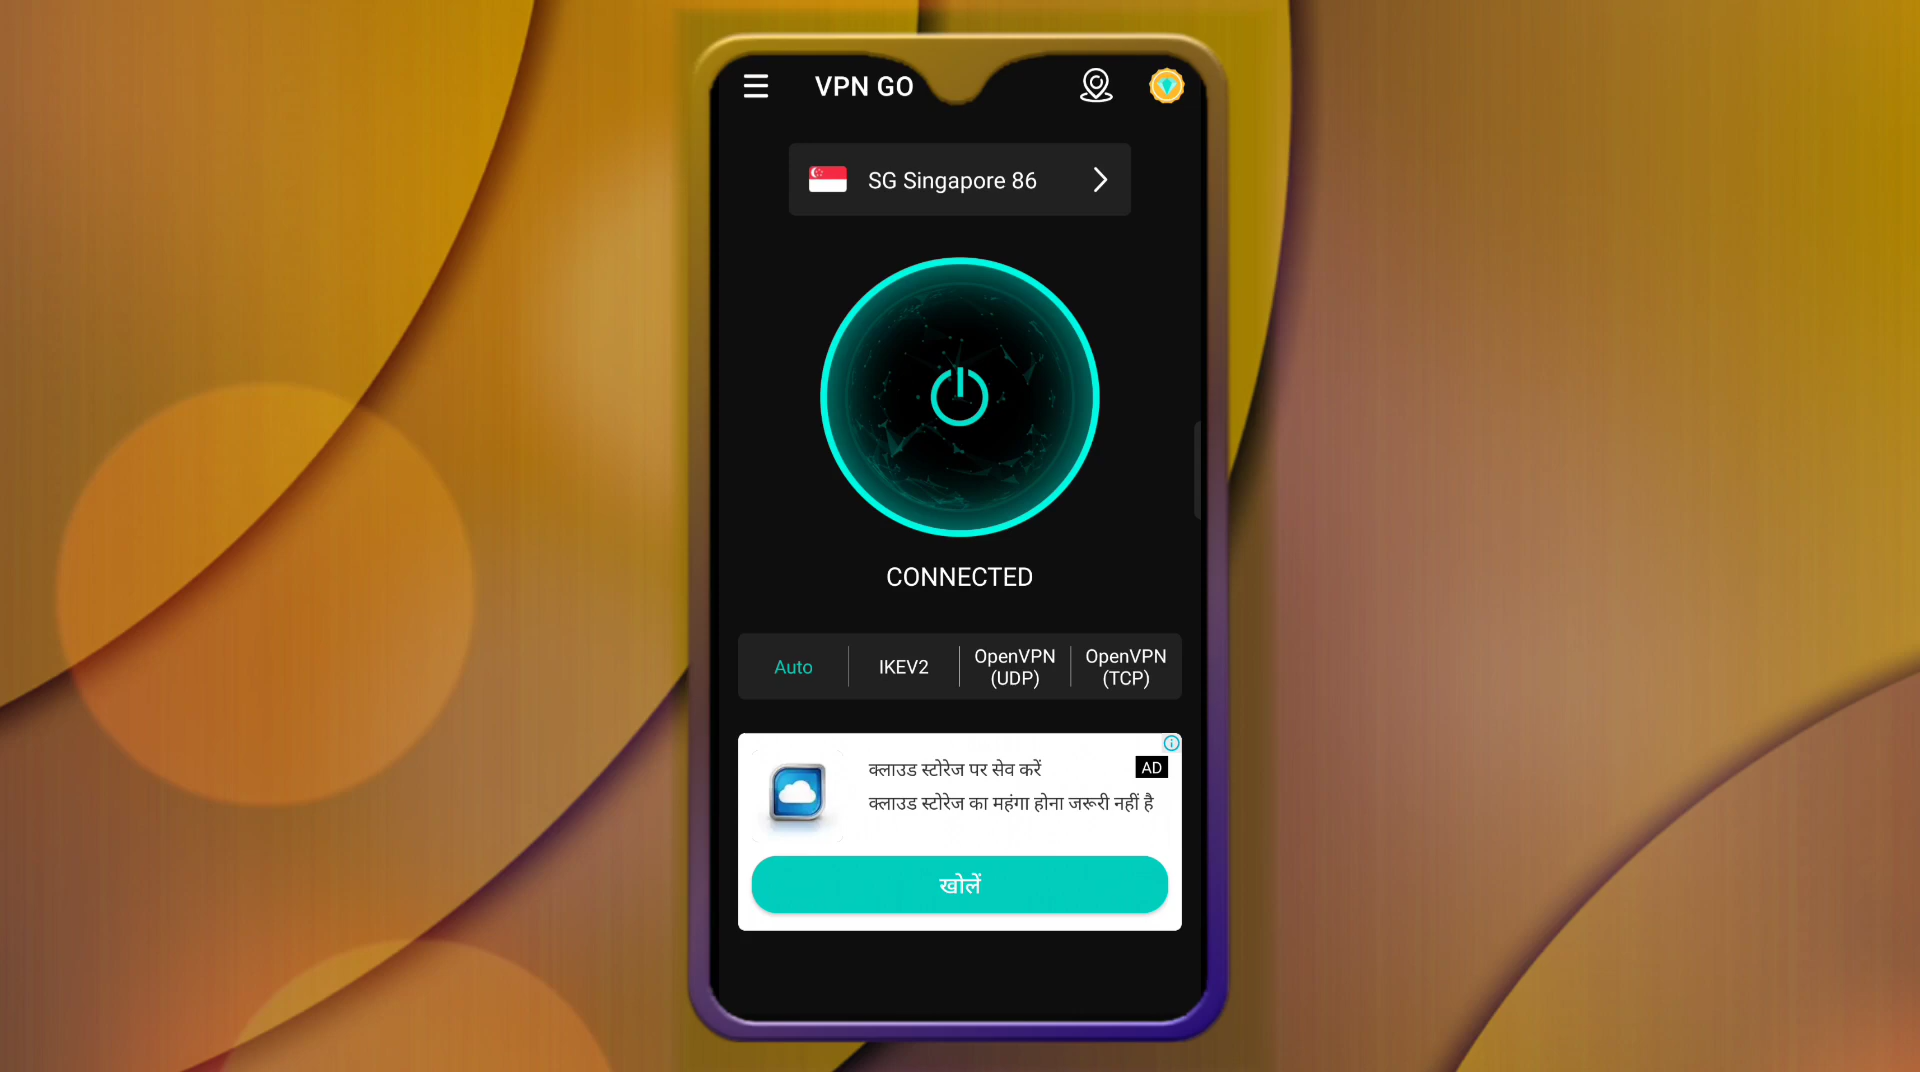 VPN GO
SG Singapore 86
CONNECTED
Auto
IKEV2
OpenVPN
(UDP)
OpenVPN
(TCP)
क्लाउड स्टोरेज पर सेव करें
AD
क्लाउड स्टोरेज का महंगा होना जरूरी नहीं है
खोलें